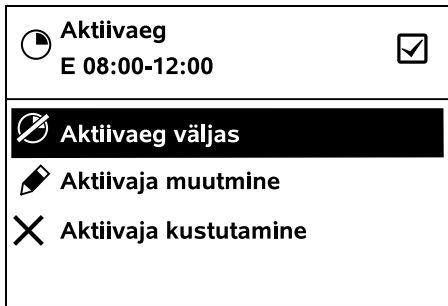 Aktiivaeg
E 08:00-12:00
Aktiivaeg väljas
Aktiivaja muutmine
Aktiivaja kustutamine